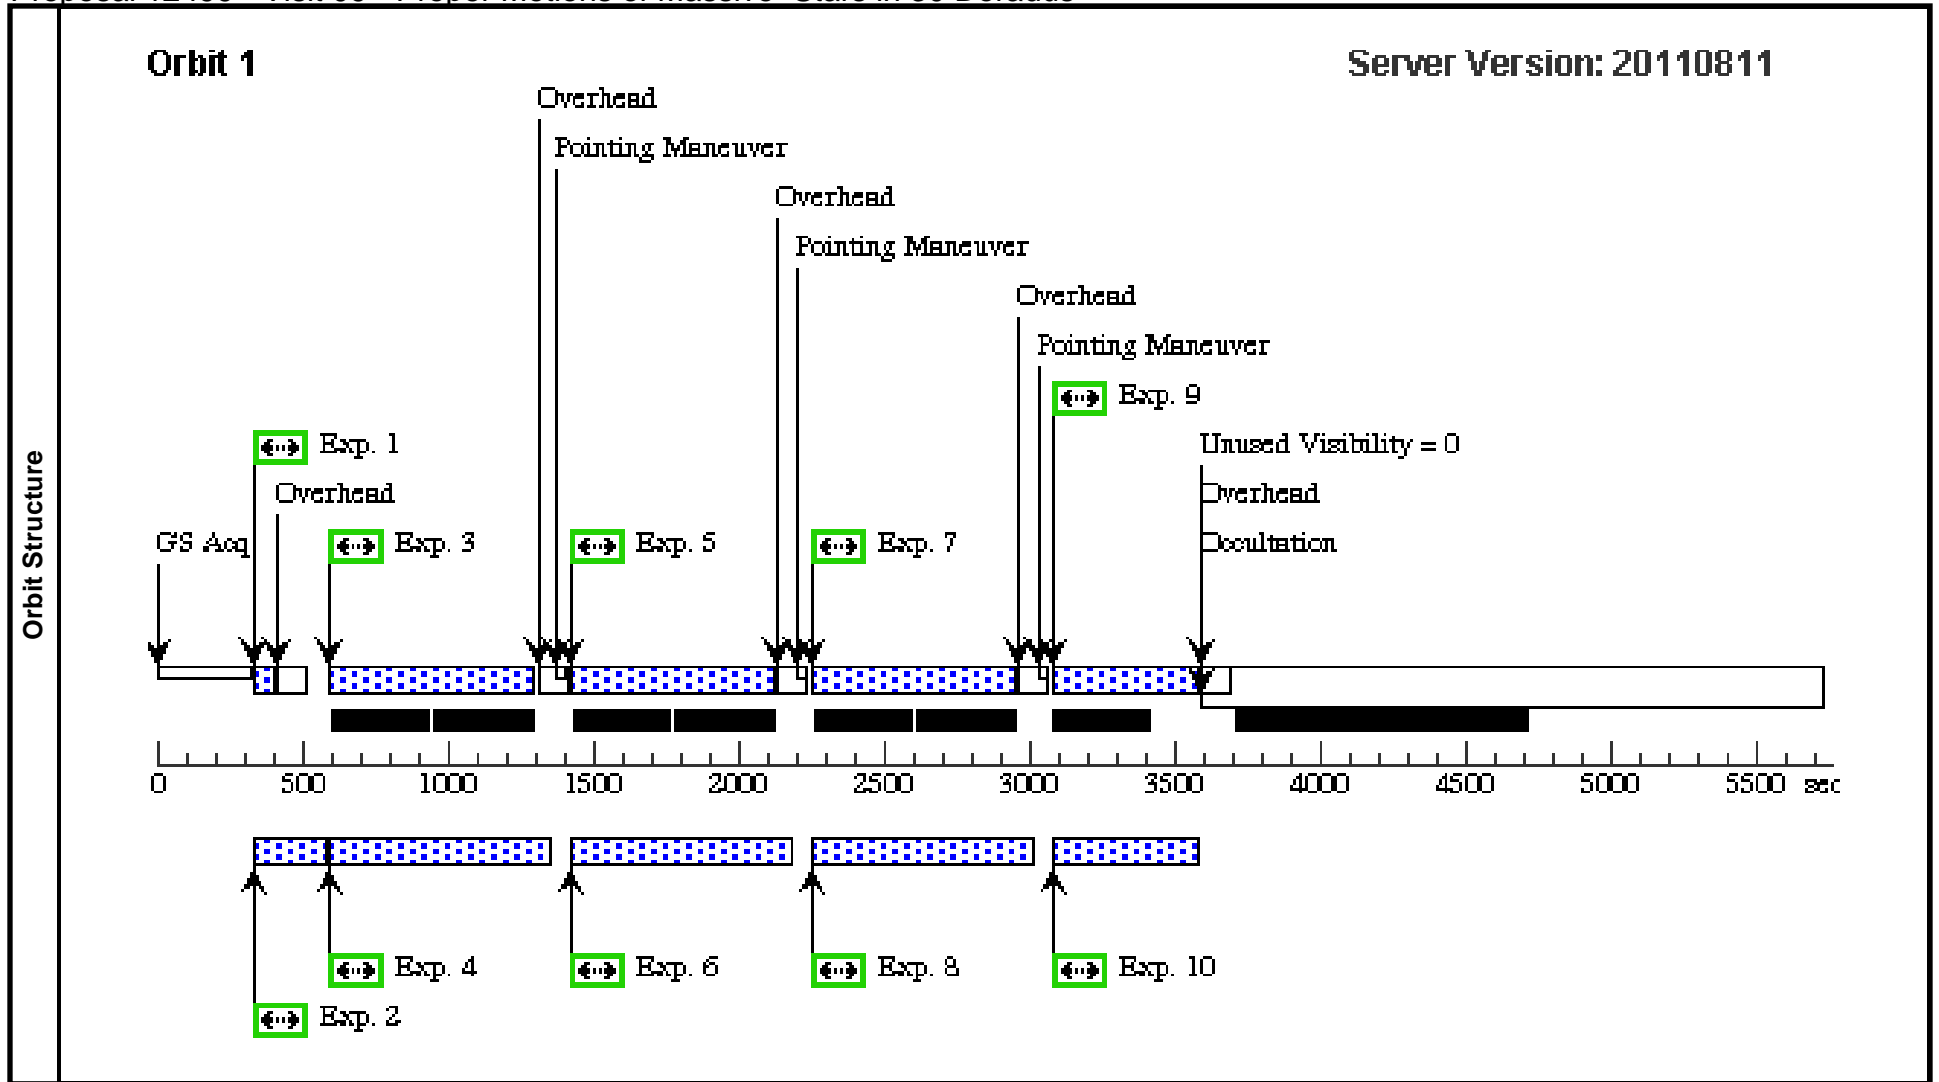 Orbit Structure
Orbit 1
Server Version: 20110811
Overhead
Pointing Maneuver
Overhead
Pointing Maneuver
Overhead
Pointing Maneuver
Exp. 9
Exp. 1
Unused Visibility = 0
Overhead
Overhead
GS Acq
Exp. 3
Exp. 5
Exp. 7
Occultation
0 500 1000 1500 2000 2500 3000 3500 4000 4500 5000 5500 sec
Exp. 4
Exp. 6
Exp. 8
Exp. 10
Exp. 2